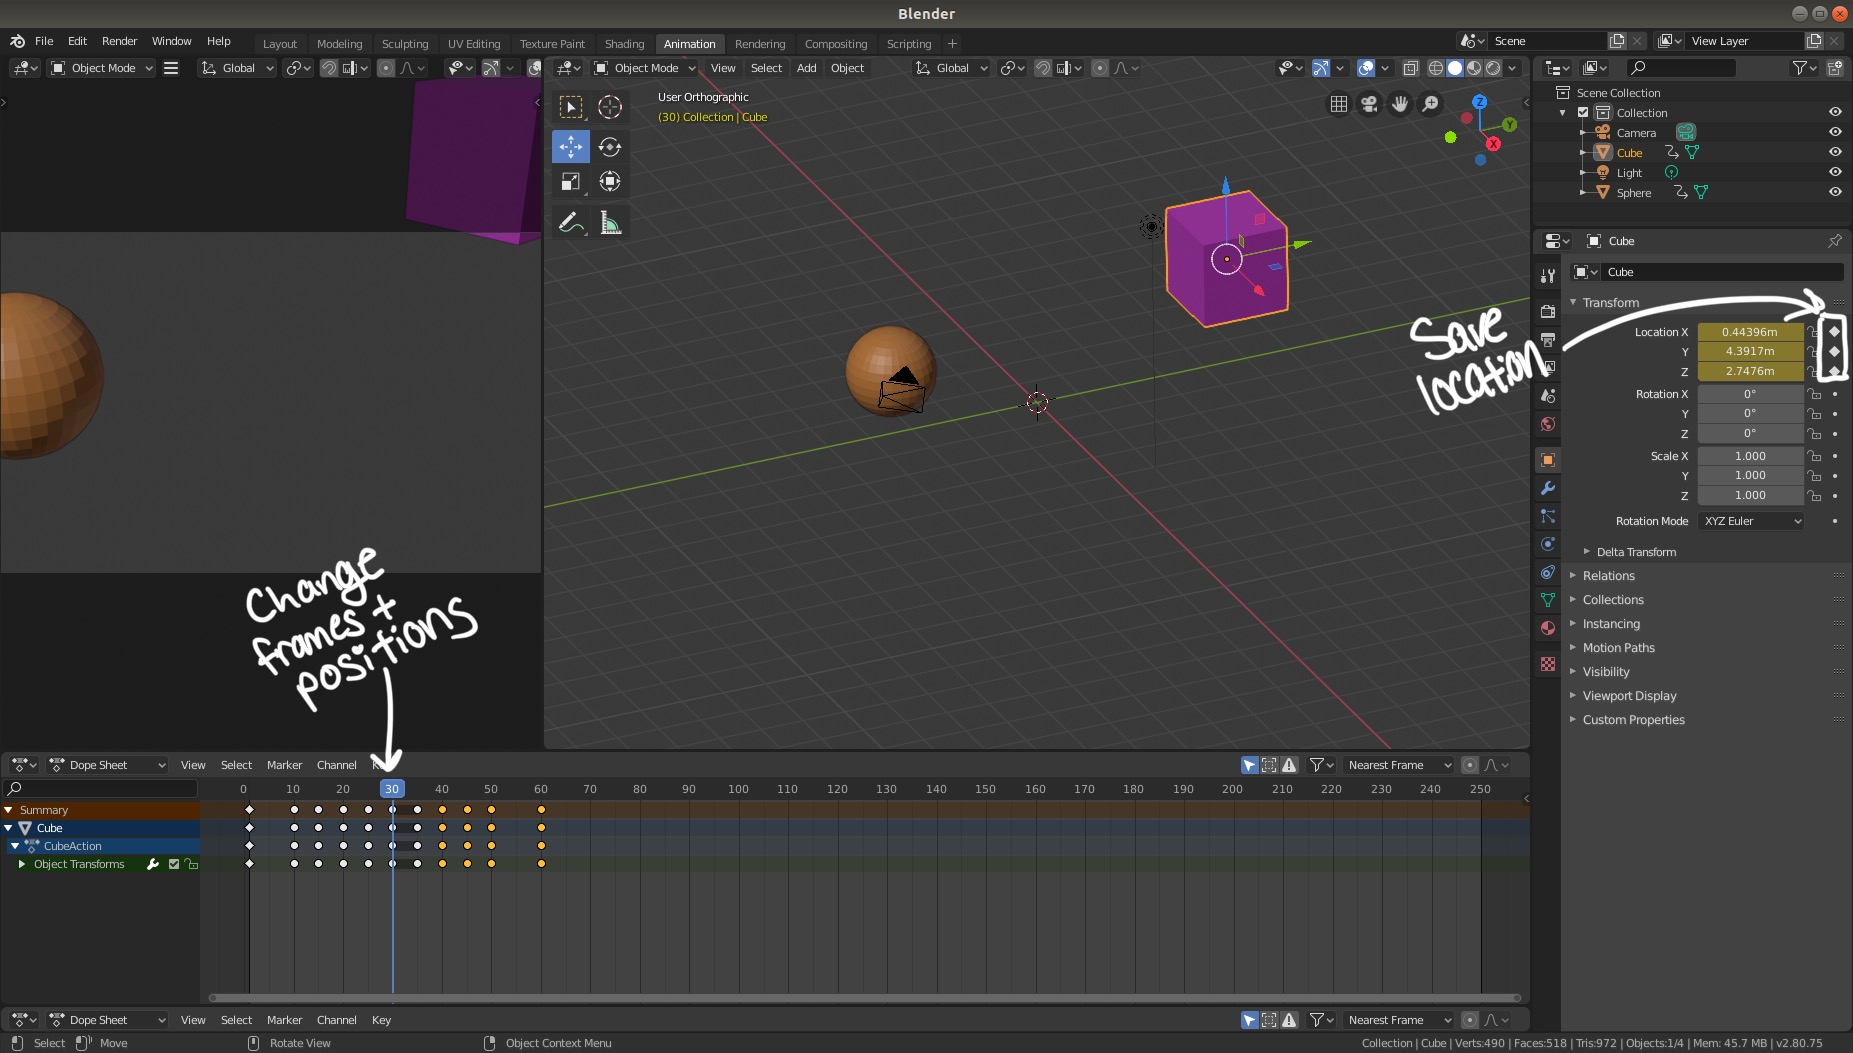 Blender
File Edit Render Window Help
Layout Modeling Sculpting UV Editing Texture Paint Shading Animation Rendering Compositing Scripting +
Scene
View Layer
Object Mode
Global
Object Mode
View Select Add Object
Global
User Orthographic
(30) Collection | Cube
Z
Y
X
Scene Collection
Collection
Camera
Cube
Light
Sphere
Cube
Cube
Transform
Location X 0.44396m
Y 4.3917m
Z 2.7476m
Rotation X 0°
Y 0°
Z 0°
Scale X 1.000
Y 1.000
Z 1.000
Rotation Mode XYZ Euler
Delta Transform
Relations
Collections
Instancing
Motion Paths
Visibility
Viewport Display
Custom Properties
Save
location
Change
frames +
positions
Dope Sheet View Select Marker Channel
Nearest Frame
0 10 20 30 40 50 60 70 80 90 100 110 120 130 140 150 160 170 180 190 200 210 220 230 240 250
Summary
Cube
CubeAction
Object Transforms
Dope Sheet View Select Marker Channel Key
Nearest Frame
Select Move Rotate View Object Context Menu
Collection | Cube | Verts:490 | Faces:518 | Tris:972 | Objects:1/4 | Mem: 45.7 MB | v2.80.75